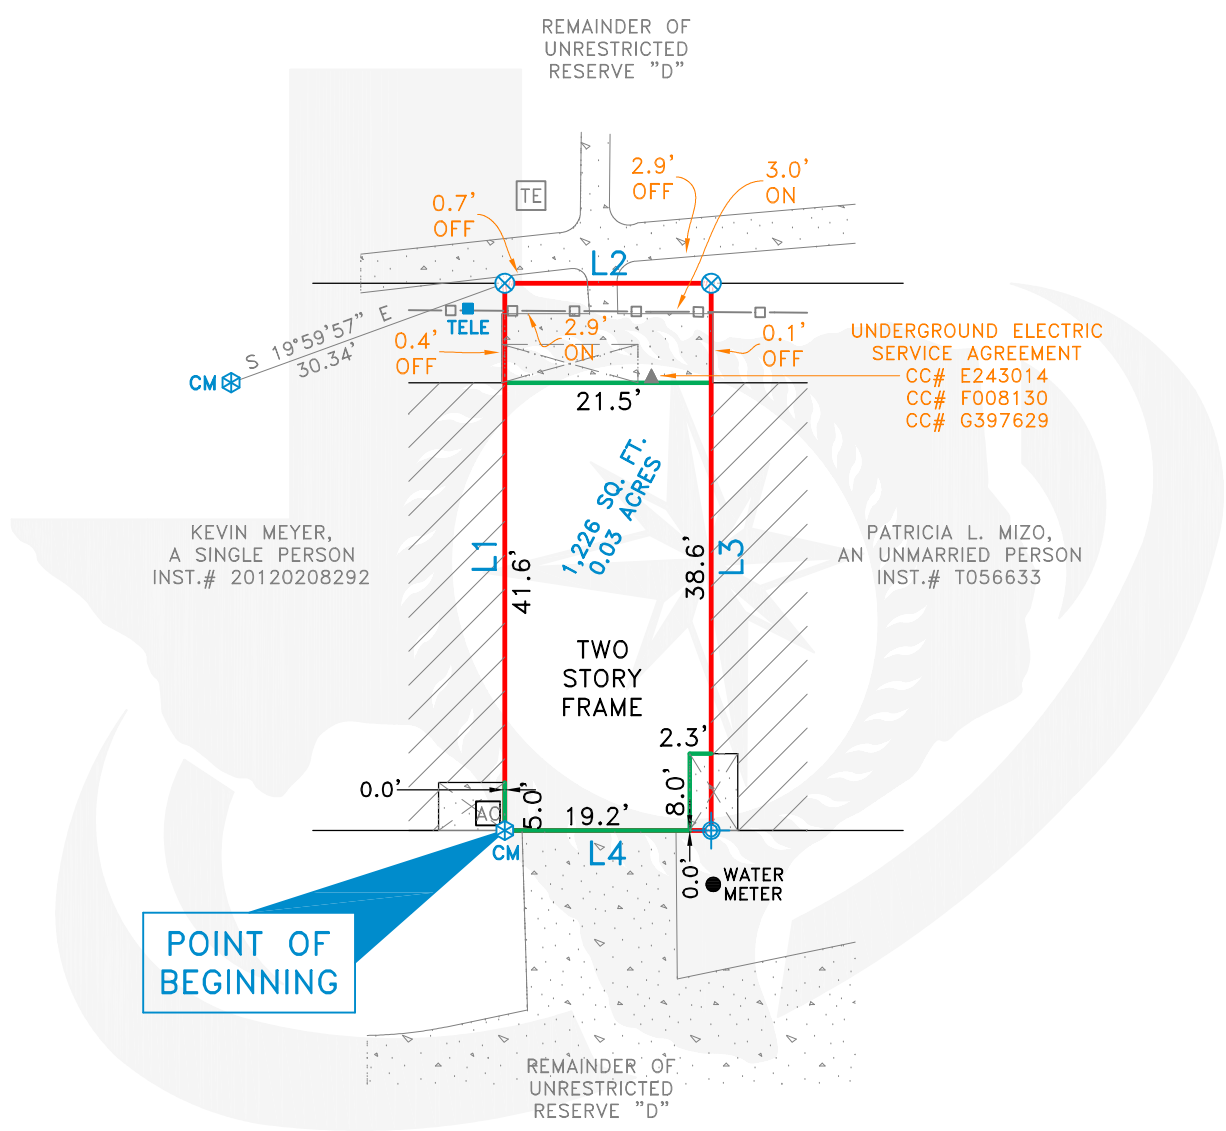 REMAINDER OF
UNRESTRICTED
RESERVE "D"
TE
2.9'
OFF
3.0'
ON
0.7'
OFF
L2
S 19°59'57" E
30.34'
CM
TELE
0.4'
OFF
2.9'
ON
0.1'
OFF
UNDERGROUND ELECTRIC
SERVICE AGREEMENT
CC# E243014
CC# F008130
CC# G397629
21.5'
1,226 SQ. FT.
0.03 ACRES
KEVIN MEYER,
A SINGLE PERSON
INST.# 20120208292
L1
41.6'
38.6'
L3
PATRICIA L. MIZO,
AN UNMARRIED PERSON
INST.# T056633
TWO
STORY
FRAME
2.3'
8.0'
0.0'
AC
5.0'
19.2'
CM
L4
0.0'
WATER
METER
POINT OF
BEGINNING
REMAINDER OF
UNRESTRICTED
RESERVE "D"